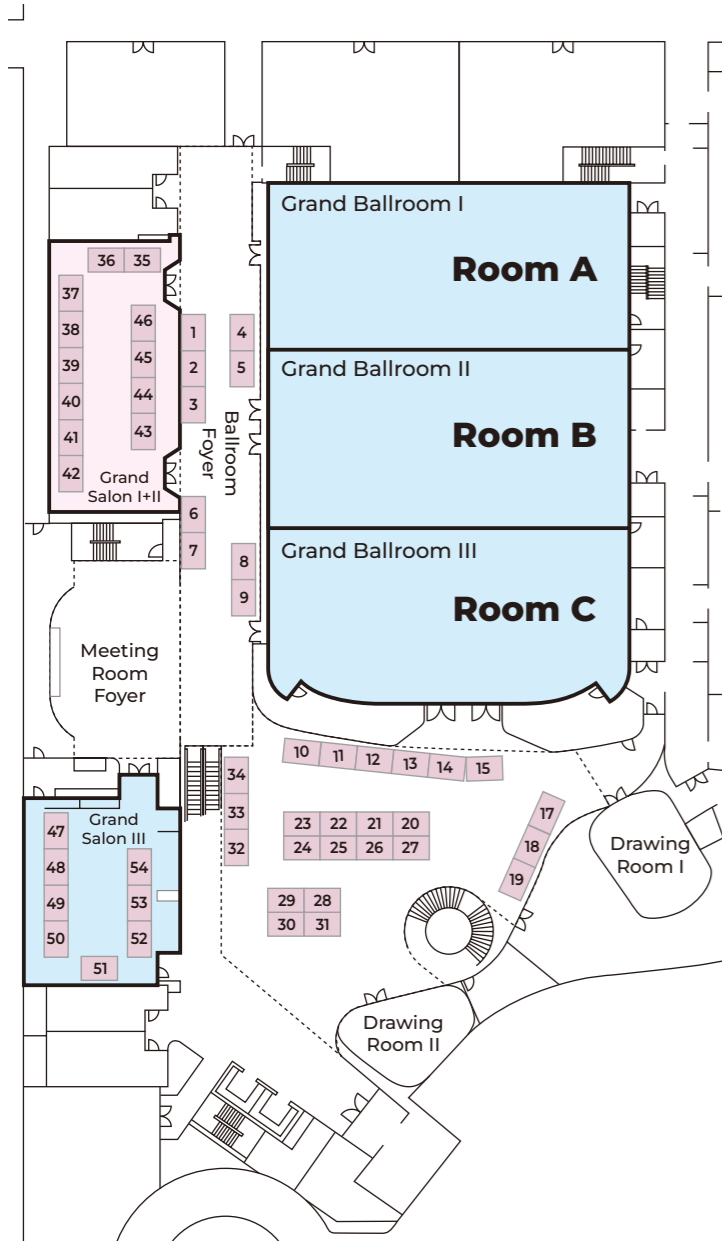 Grand Ballroom I
Room A
36 35
37
38
39
40
41
42
46
45
44
43
Grand
Salon I+II
1
2
3
4
5
Ballroom
Foyer
6
7
8
9
Grand Ballroom II
Room B
Grand Ballroom III
Room C
Meeting
Room
Foyer
10 11 12 13 14 15
34
33
32
23 22 21 20
24 25 26 27
17
18
19
Drawing
Room I
Grand
Salon III
47
48
49
50
54
53
52
51
29 28
30 31
Drawing
Room II